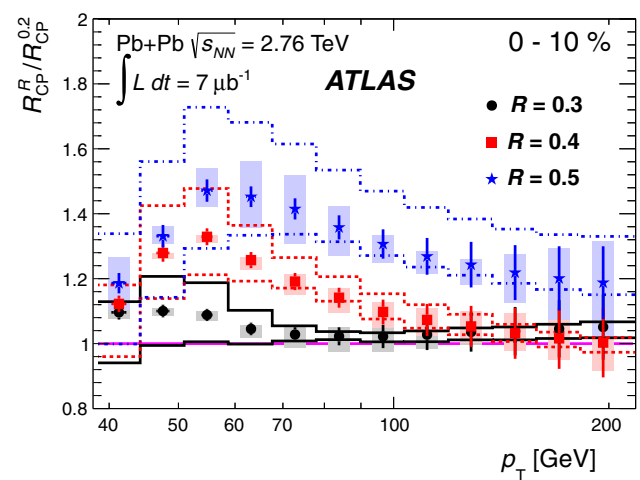 R_CP^R / R_CP^0.2
Pb+Pb √s_NN = 2.76 TeV
0 - 10 %
∫ L dt = 7 μb⁻¹
ATLAS
R = 0.3
R = 0.4
R = 0.5
2
1.8
1.6
1.4
1.2
1
0.8
40 50 60 70 100 200
p_T [GeV]